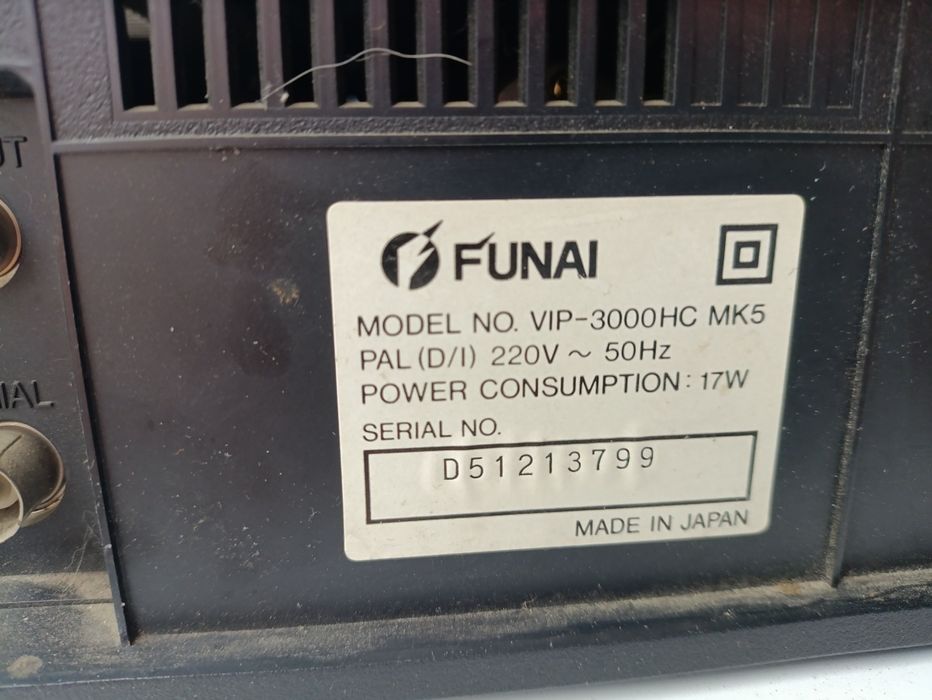 FUNAI
MODEL NO. VIP-3000HC MK5
PAL (D/I) 220V ~ 50Hz
POWER CONSUMPTION: 17W
SERIAL NO.
D51213799
MADE IN JAPAN